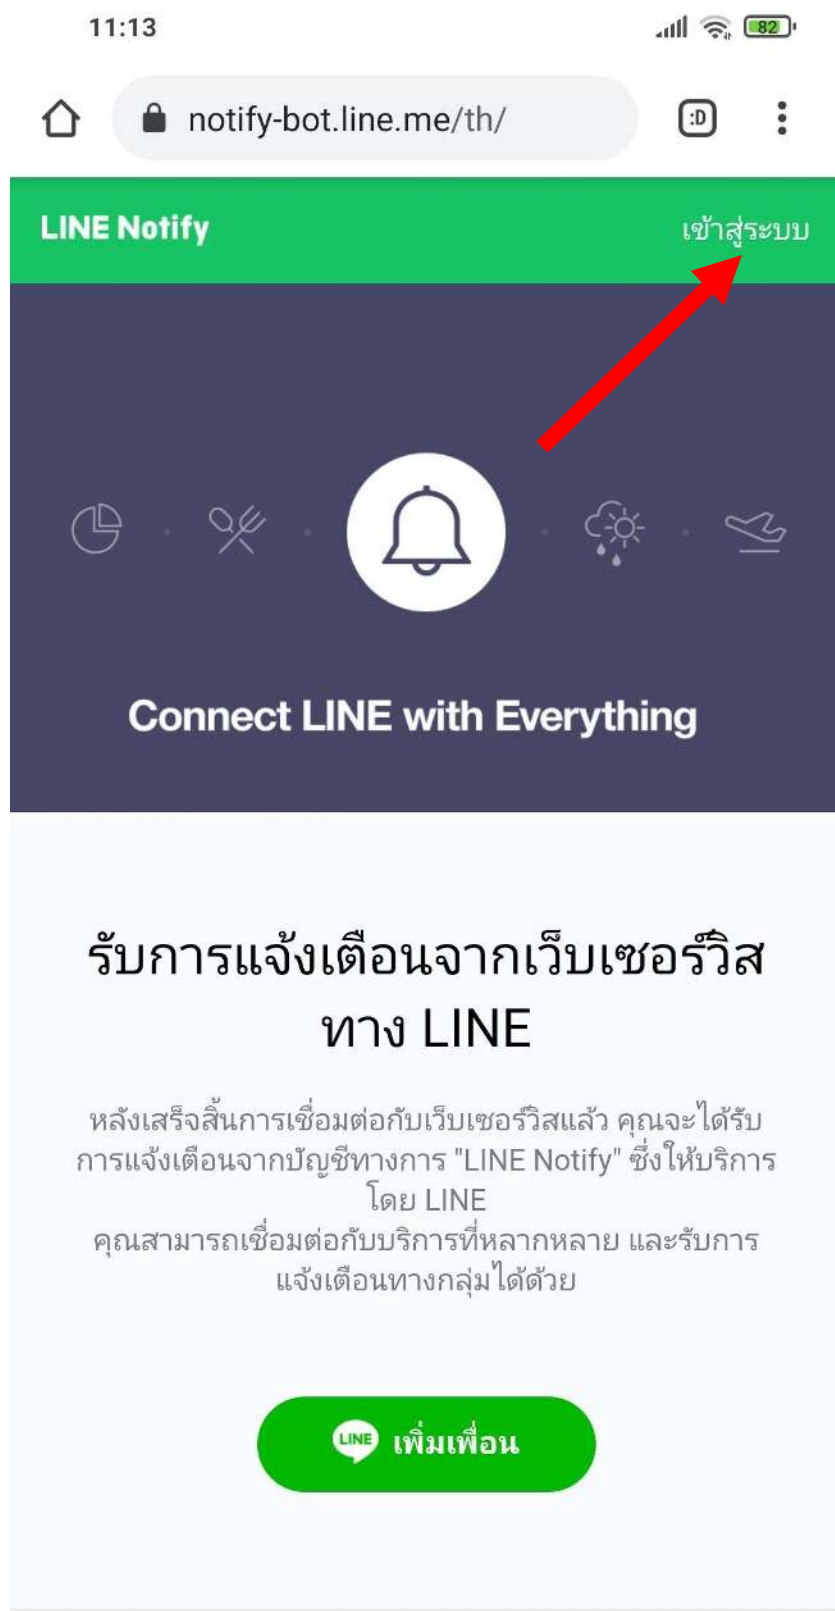 11:13
82
notify-bot.line.me/th/
:D
LINE Notify
เข้าสู่ระบบ
Connect LINE with Everything
รับการแจ้งเตือนจากเว็บเซอร์วิส
ทาง LINE
หลังเสร็จสิ้นการเชื่อมต่อกับเว็บเซอร์วิสแล้ว คุณจะได้รับ
การแจ้งเตือนจากบัญชีทางการ "LINE Notify" ซึ่งให้บริการ
โดย LINE
คุณสามารถเชื่อมต่อกับบริการที่หลากหลาย และรับการ
แจ้งเตือนทางกลุ่มได้ด้วย
LINE เพิ่มเพื่อน